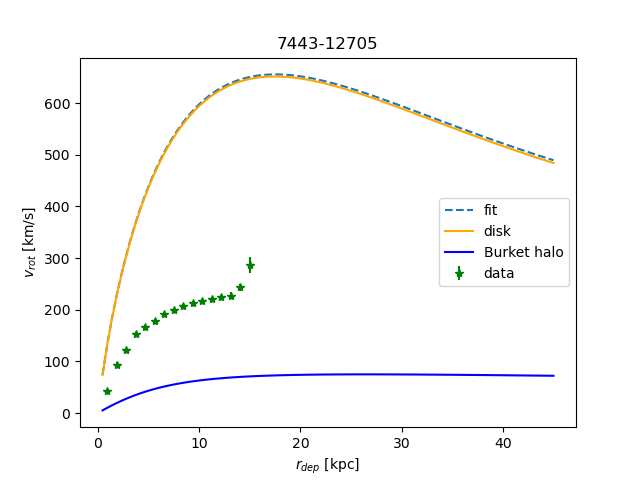 7443-12705
600
500
400
300
200
100
0
v_rot [km/s]
fit
disk
Burket halo
data
0 10 20 30 40
r_dep [kpc]